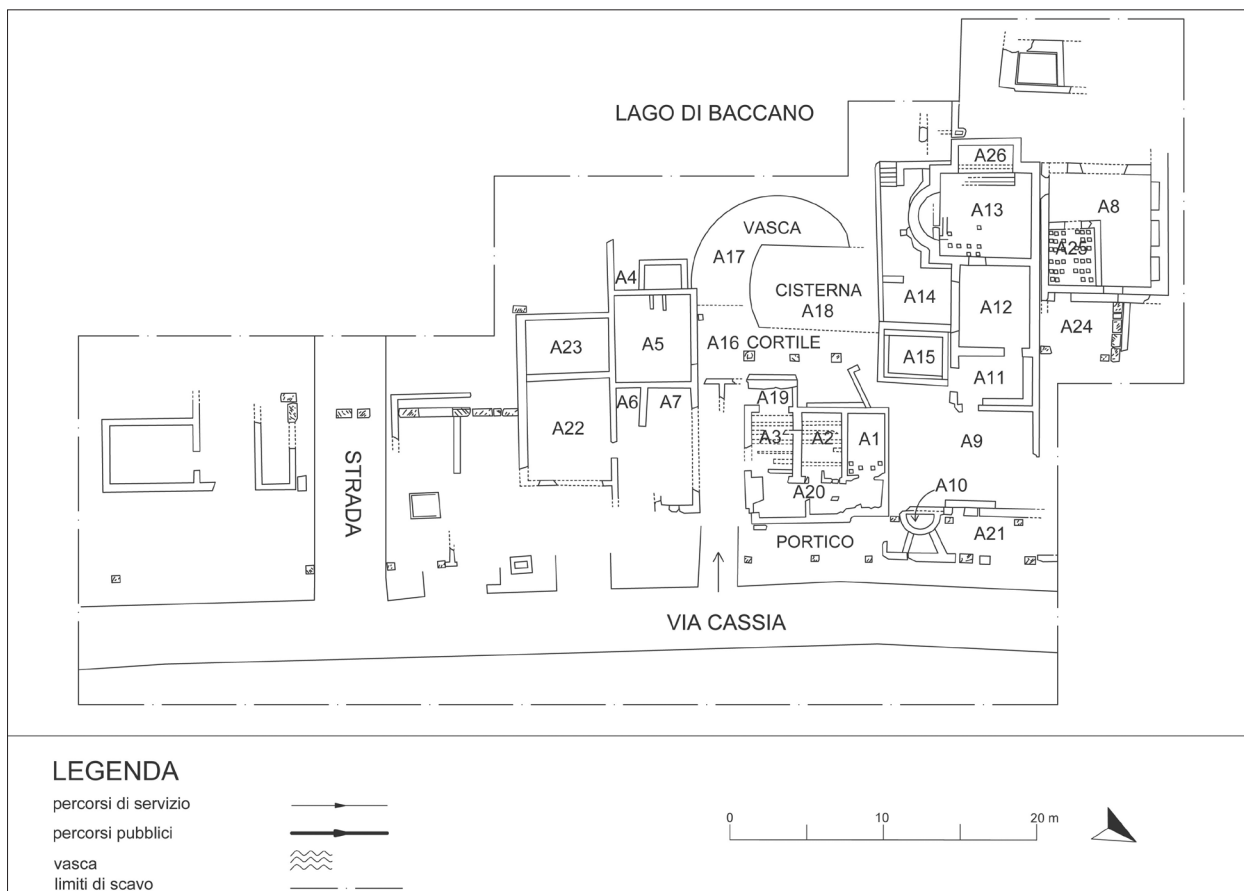 LAGO DI BACCANO
A26
A13
A8
VASCA
A17
A25
A4
CISTERNA
A18
A14
A12
A24
A23
A5
A16 CORTILE
A15
A11
A6
A7
A19
A22
A3
A2
A1
A9
STRADA
A20
A10
A21
PORTICO
VIA CASSIA
LEGENDA
percorsi di servizio
percorsi pubblici
vasca
limiti di scavo
0 10 20 m